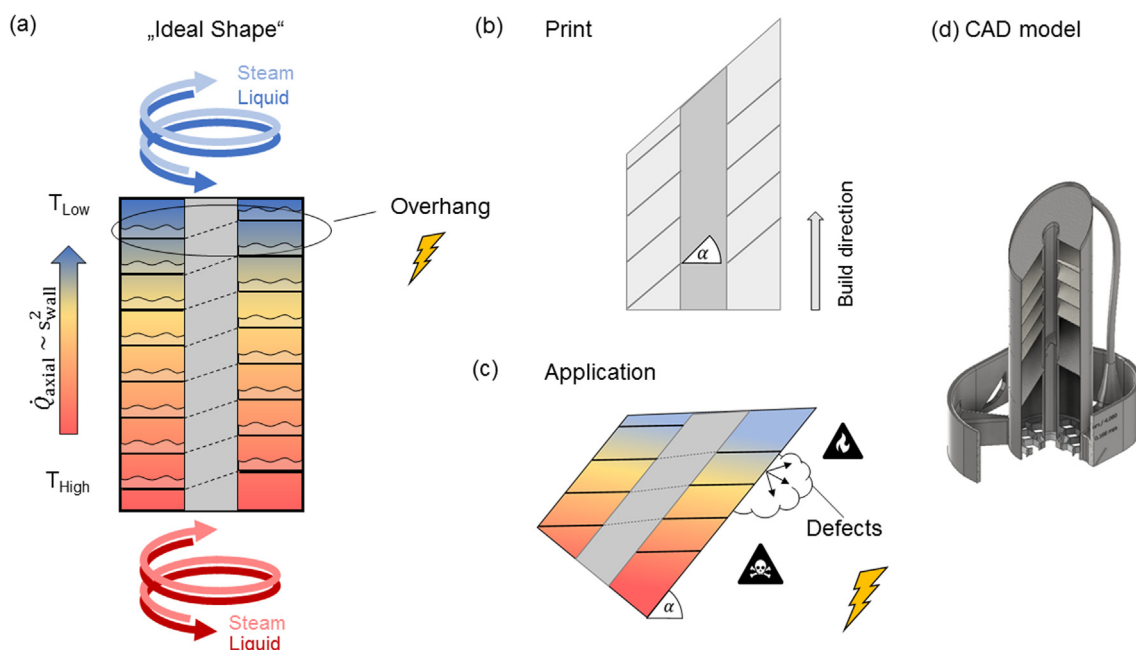 (a)
„Ideal Shape“
Steam
Liquid
T_Low
Overhang
Q̇_axial ~ s²_wall
T_High
Steam
Liquid
(b) Print
α
Build direction
(c) Application
Defects
α
(d) CAD model